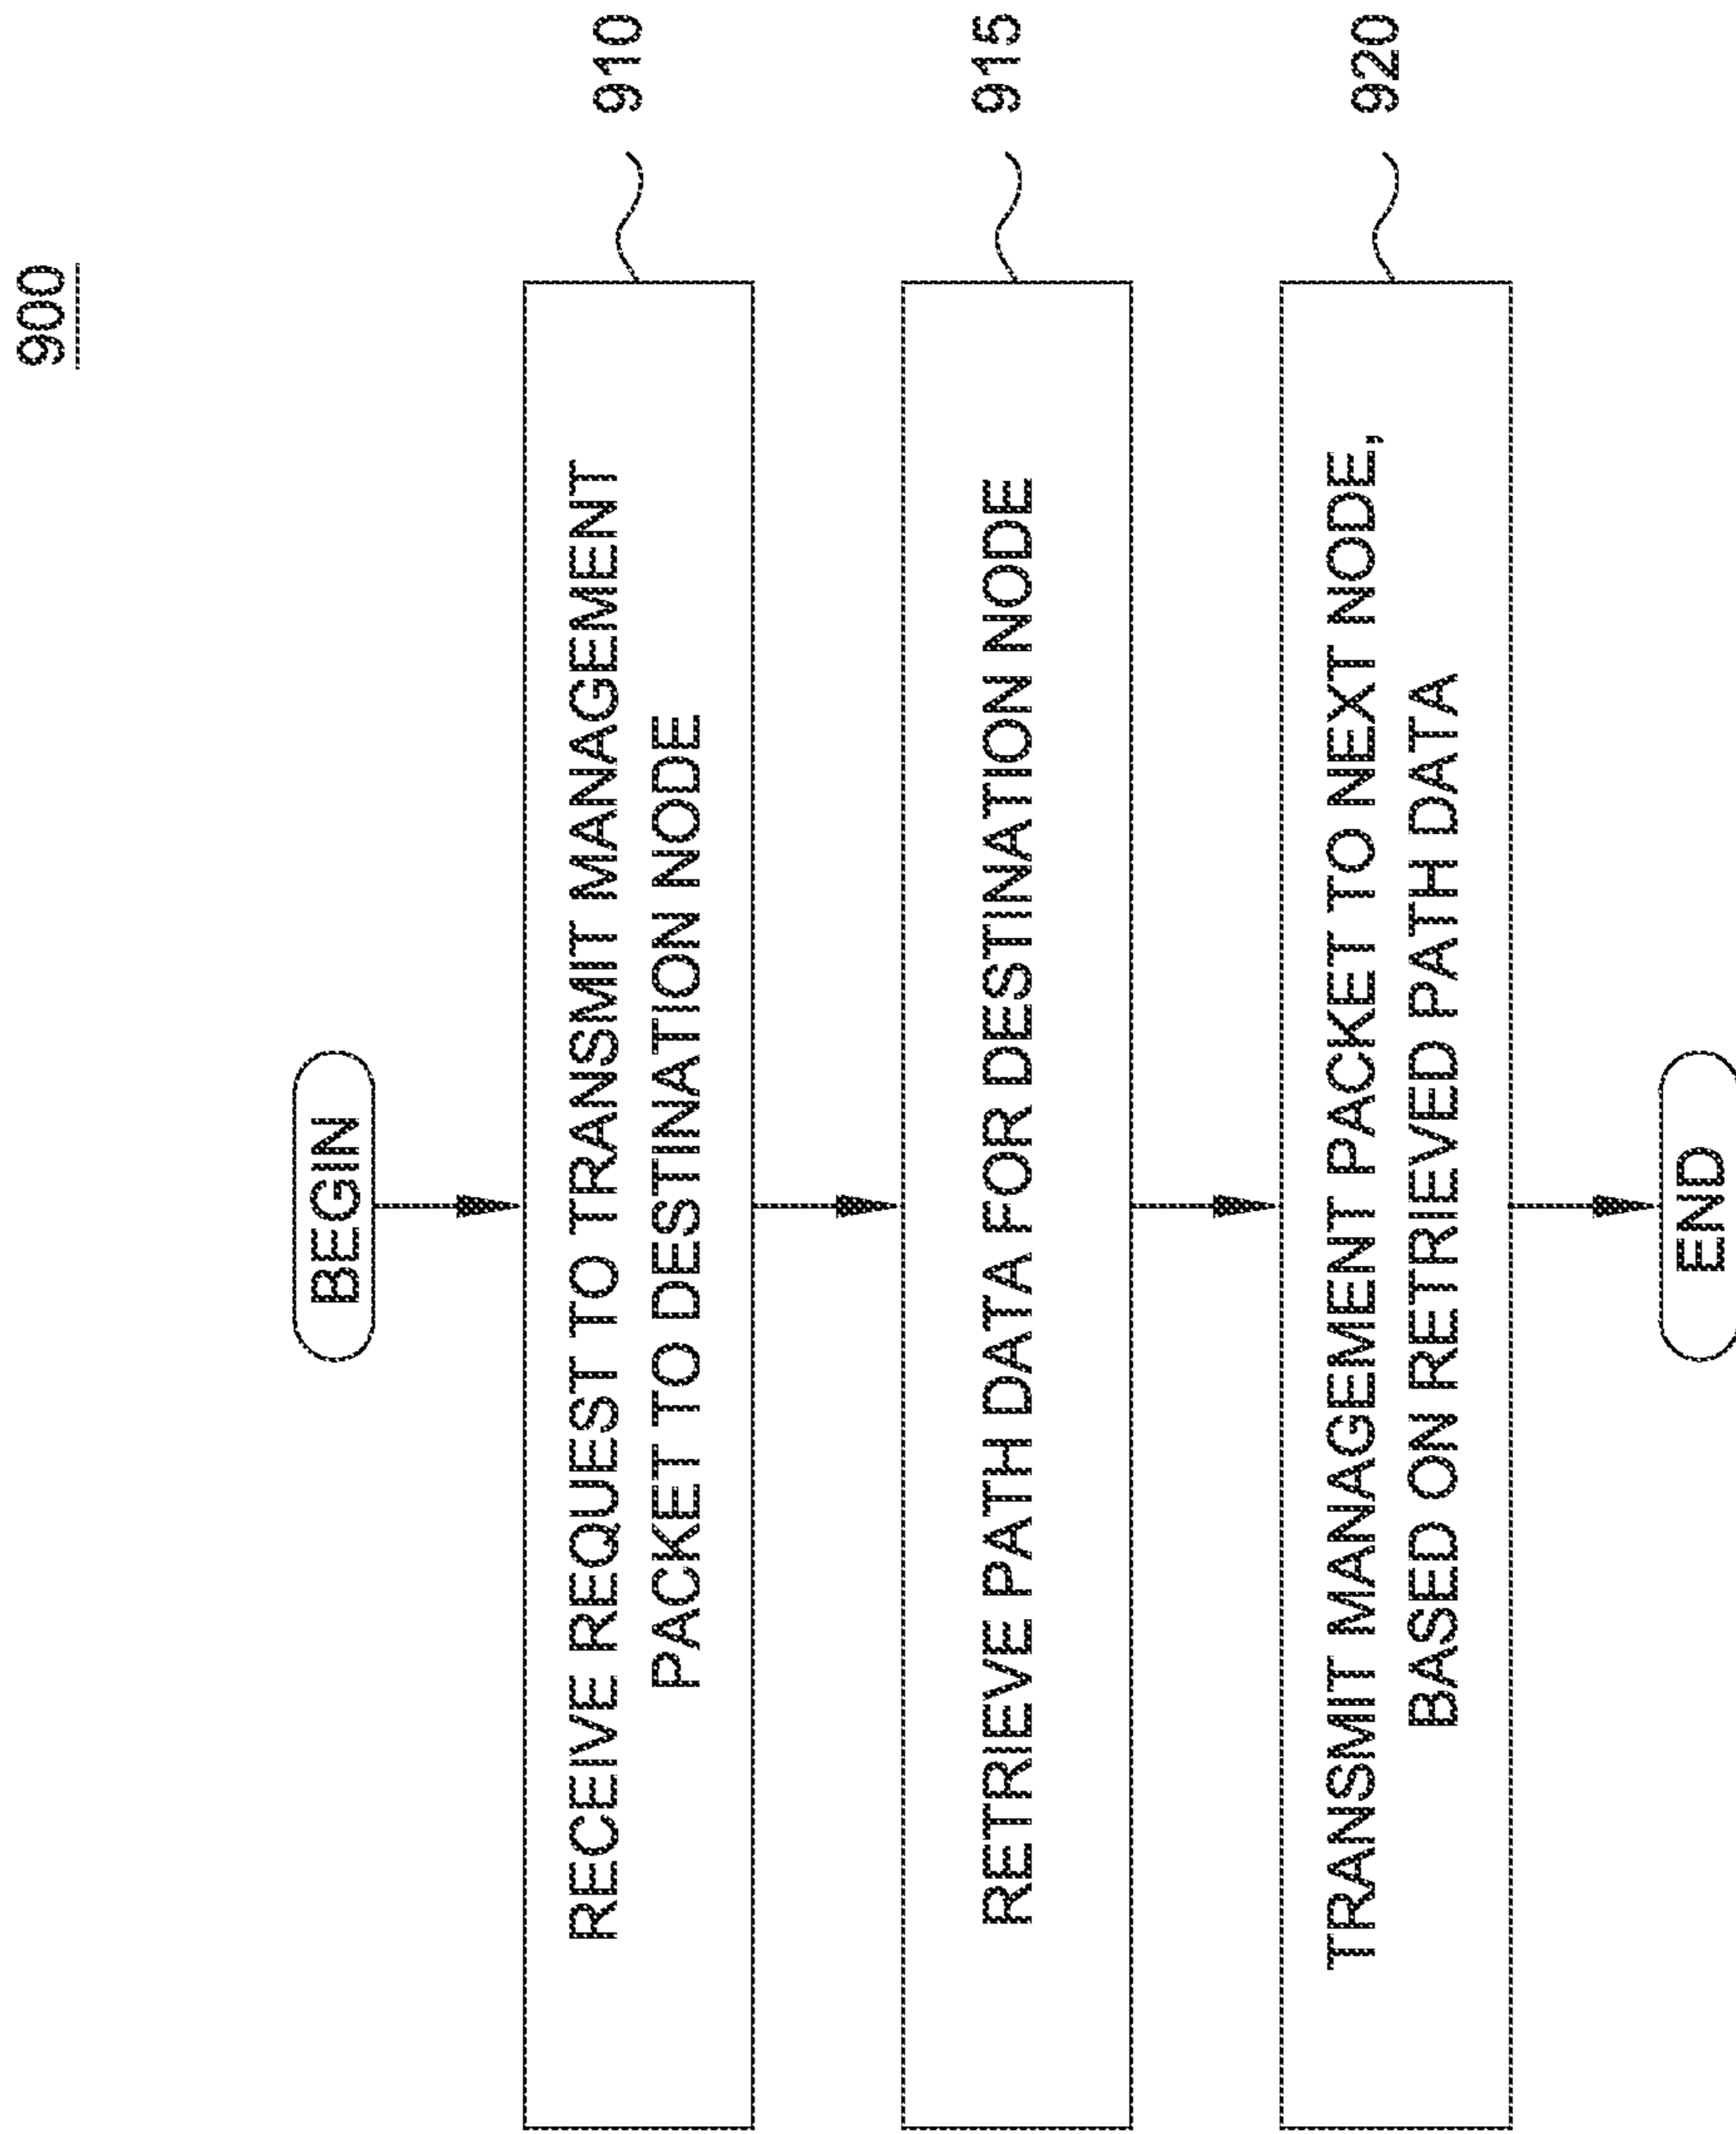 900
BEGIN
RECEIVE REQUEST TO TRANSMIT MANAGEMENT
PACKET TO DESTINATION NODE
910
RETRIEVE PATH DATA FOR DESTINATION NODE
915
TRANSMIT MANAGEMENT PACKET TO NEXT NODE,
BASED ON RETRIEVED PATH DATA
920
END